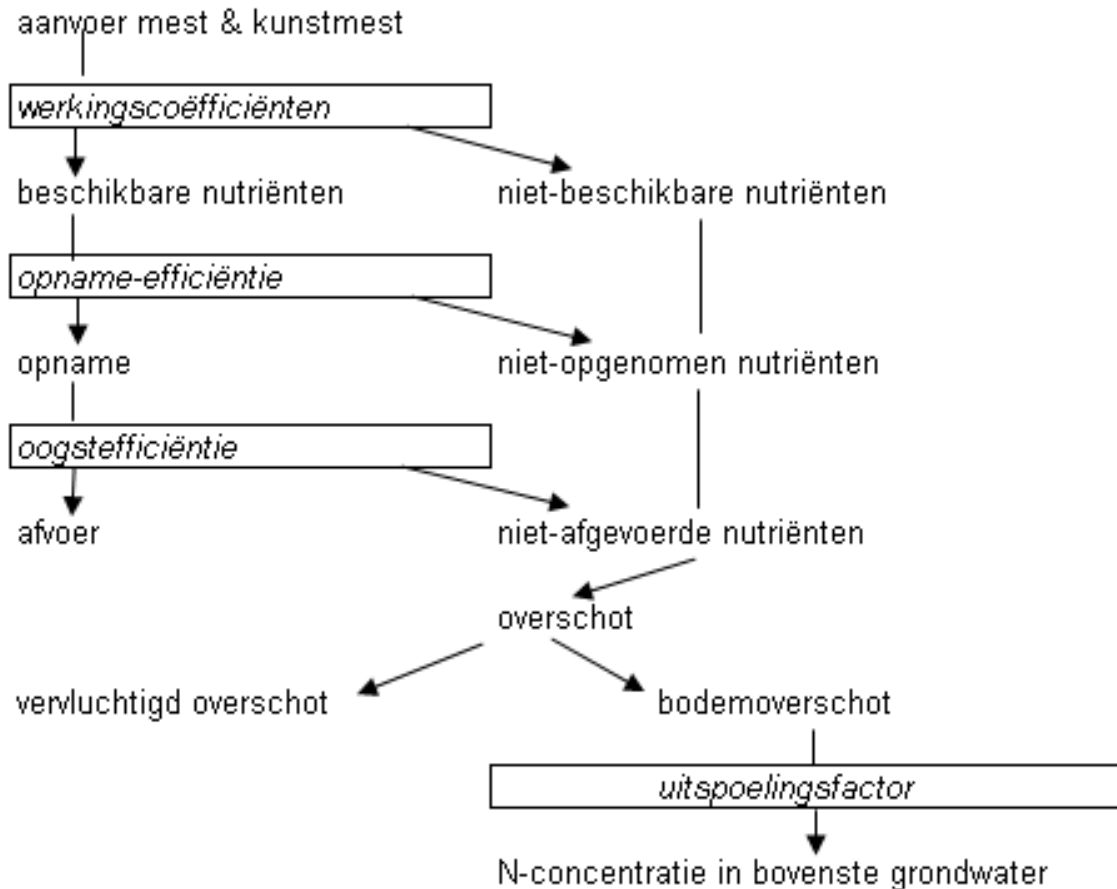 aanvoer mest & kunstmest
werkingscoëfficiënten
beschikbare nutriënten
niet-beschikbare nutriënten
opname-efficiëntie
opname
niet-opgenomen nutriënten
oogstefficiëntie
afvoer
niet-afgevoerde nutriënten
overschot
vervluchtigd overschot
bodemoverschot
uitspoelingsfactor
N-concentratie in bovenste grondwater